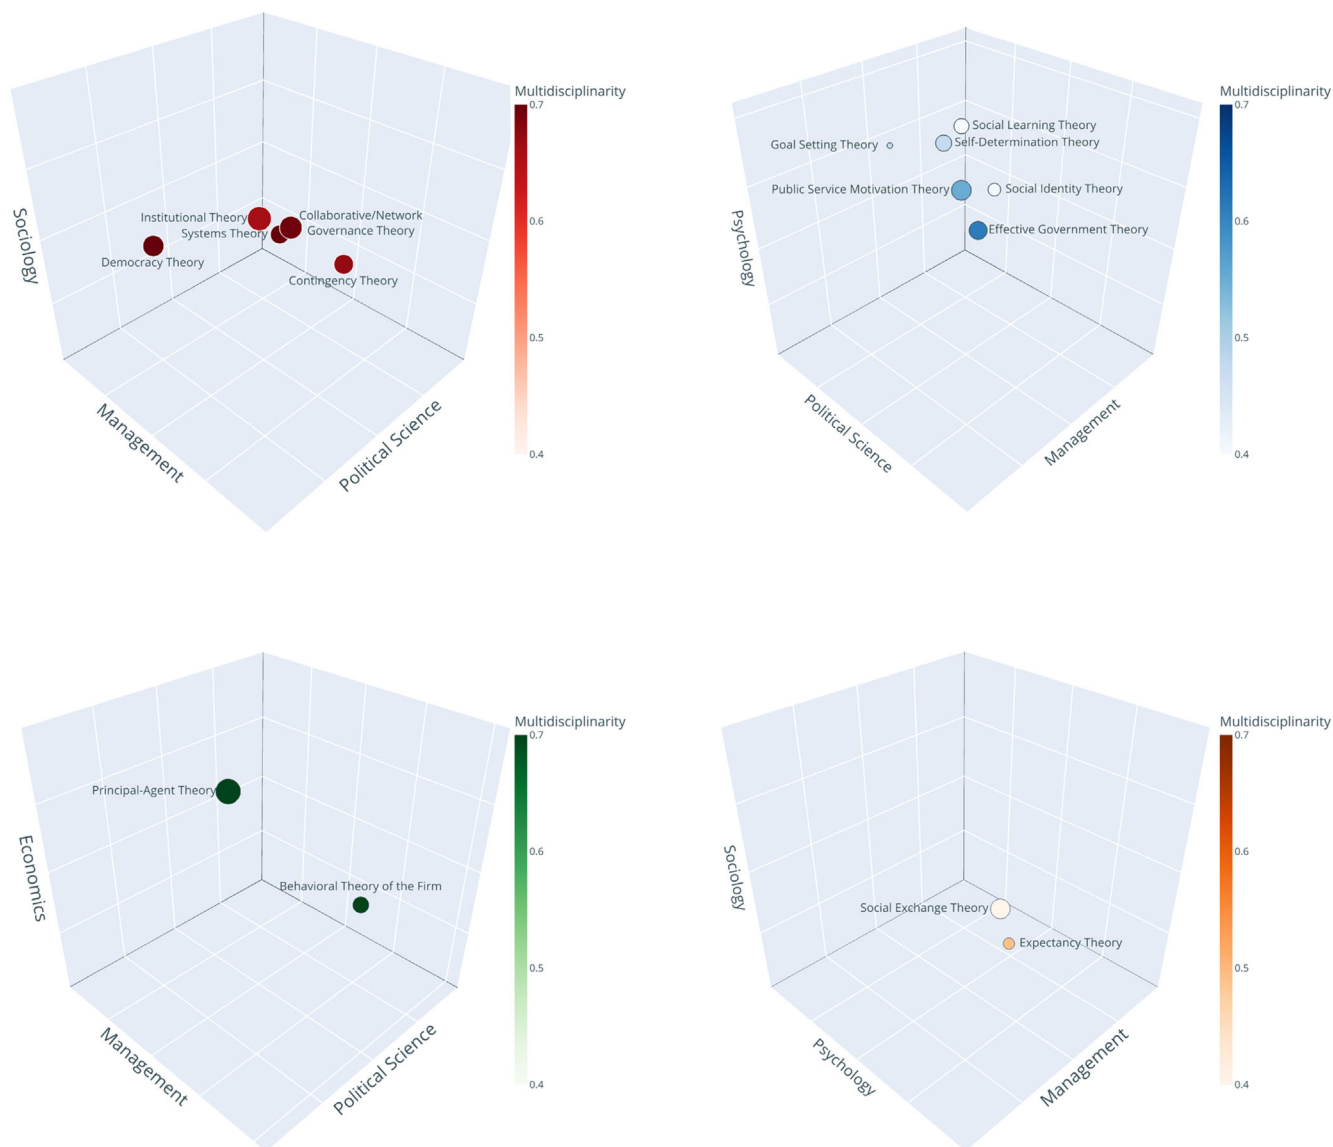 Multidisciplinarity
0.7
0.6
0.5
0.4
Sociology
Institutional Theory
Collaborative/Network
Governance Theory
Systems Theory
Democracy Theory
Contingency Theory
Management
Political Science
Multidisciplinarity
0.7
0.6
0.5
0.4
Psychology
Social Learning Theory
Goal Setting Theory
Self-Determination Theory
Public Service Motivation Theory
Social Identity Theory
Effective Government Theory
Political Science
Management
Multidisciplinarity
0.7
0.6
0.5
0.4
Economics
Principal-Agent Theory
Behavioral Theory of the Firm
Management
Political Science
Multidisciplinarity
0.7
0.6
0.5
0.4
Sociology
Social Exchange Theory
Expectancy Theory
Psychology
Management